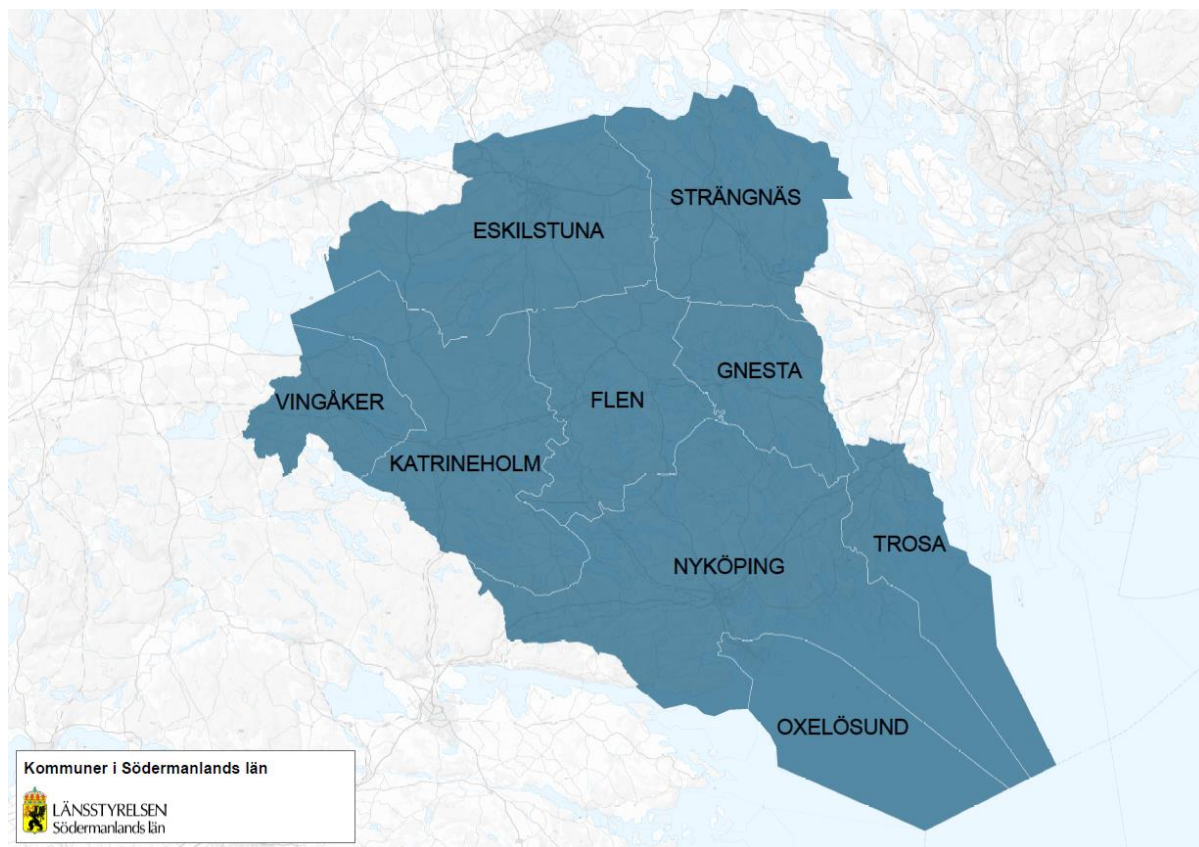 STRÄNGNÄS
ESKILSTUNA
GNESTA
VINGÅKER
FLEN
KATRINEHOLM
TROSA
NYKÖPING
OXELÖSUND
Kommuner i Södermanlands län
LÄNSSTYRELSEN
Södermanlands län